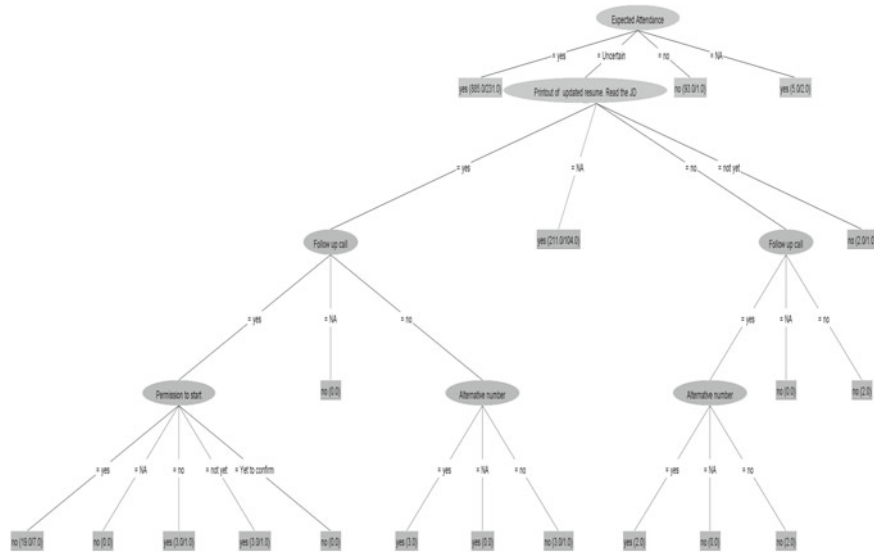 Expected Attendance
= yes
= Uncertain
= no
= NA
yes (885.0/231.0)
Printout of updated resume. Read the JD
no (93.0/1.0)
yes (5.0/2.0)
= yes
= NA
= no
= not yet
Follow up call
yes (211.0/104.0)
Follow up call
no (2.0/1.0)
= yes
= NA
= no
= yes
= NA
= no
Permission to start
no (0.0)
Alternative number
Alternative number
no (0.0)
no (2.0)
= yes
= NA
= no
= not yet
= Yet to confirm
= yes
= NA
= no
= yes
= NA
= no
no (19.0/7.0)
no (0.0)
yes (3.0/1.0)
yes (3.0/1.0)
no (0.0)
yes (3.0)
yes (0.0)
no (3.0/1.0)
yes (2.0)
no (0.0)
no (2.0)